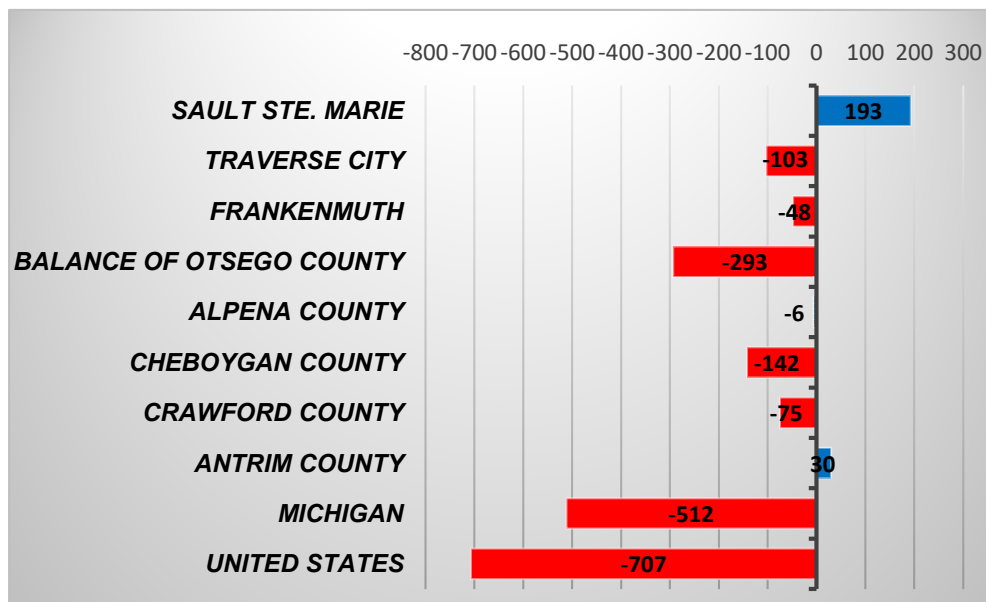 -800 -700 -600 -500 -400 -300 -200 -100 0 100 200 300
SAULT STE. MARIE 193
TRAVERSE CITY -103
FRANKENMUTH -48
BALANCE OF OTSEGO COUNTY -293
ALPENA COUNTY -6
CHEBOYGAN COUNTY -142
CRAWFORD COUNTY -75
ANTRIM COUNTY 30
MICHIGAN -512
UNITED STATES -707